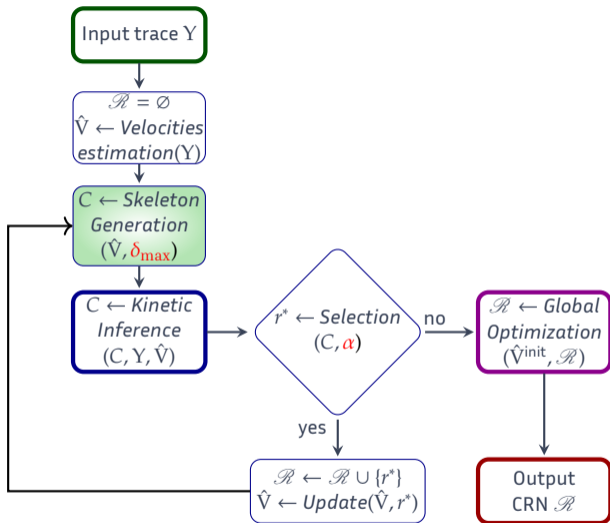 Input trace Y
ℛ = ∅
V̂ ← Velocities
estimation(Y)
C ← Skeleton
Generation
(V̂, δmax)
C ← Kinetic
Inference
(C, Y, V̂)
r* ← Selection
(C, α)
no
ℛ ← Global
Optimization
(V̂init, ℛ)
yes
ℛ ← ℛ ∪ {r*}
V̂ ← Update(V̂, r*)
Output
CRN ℛ